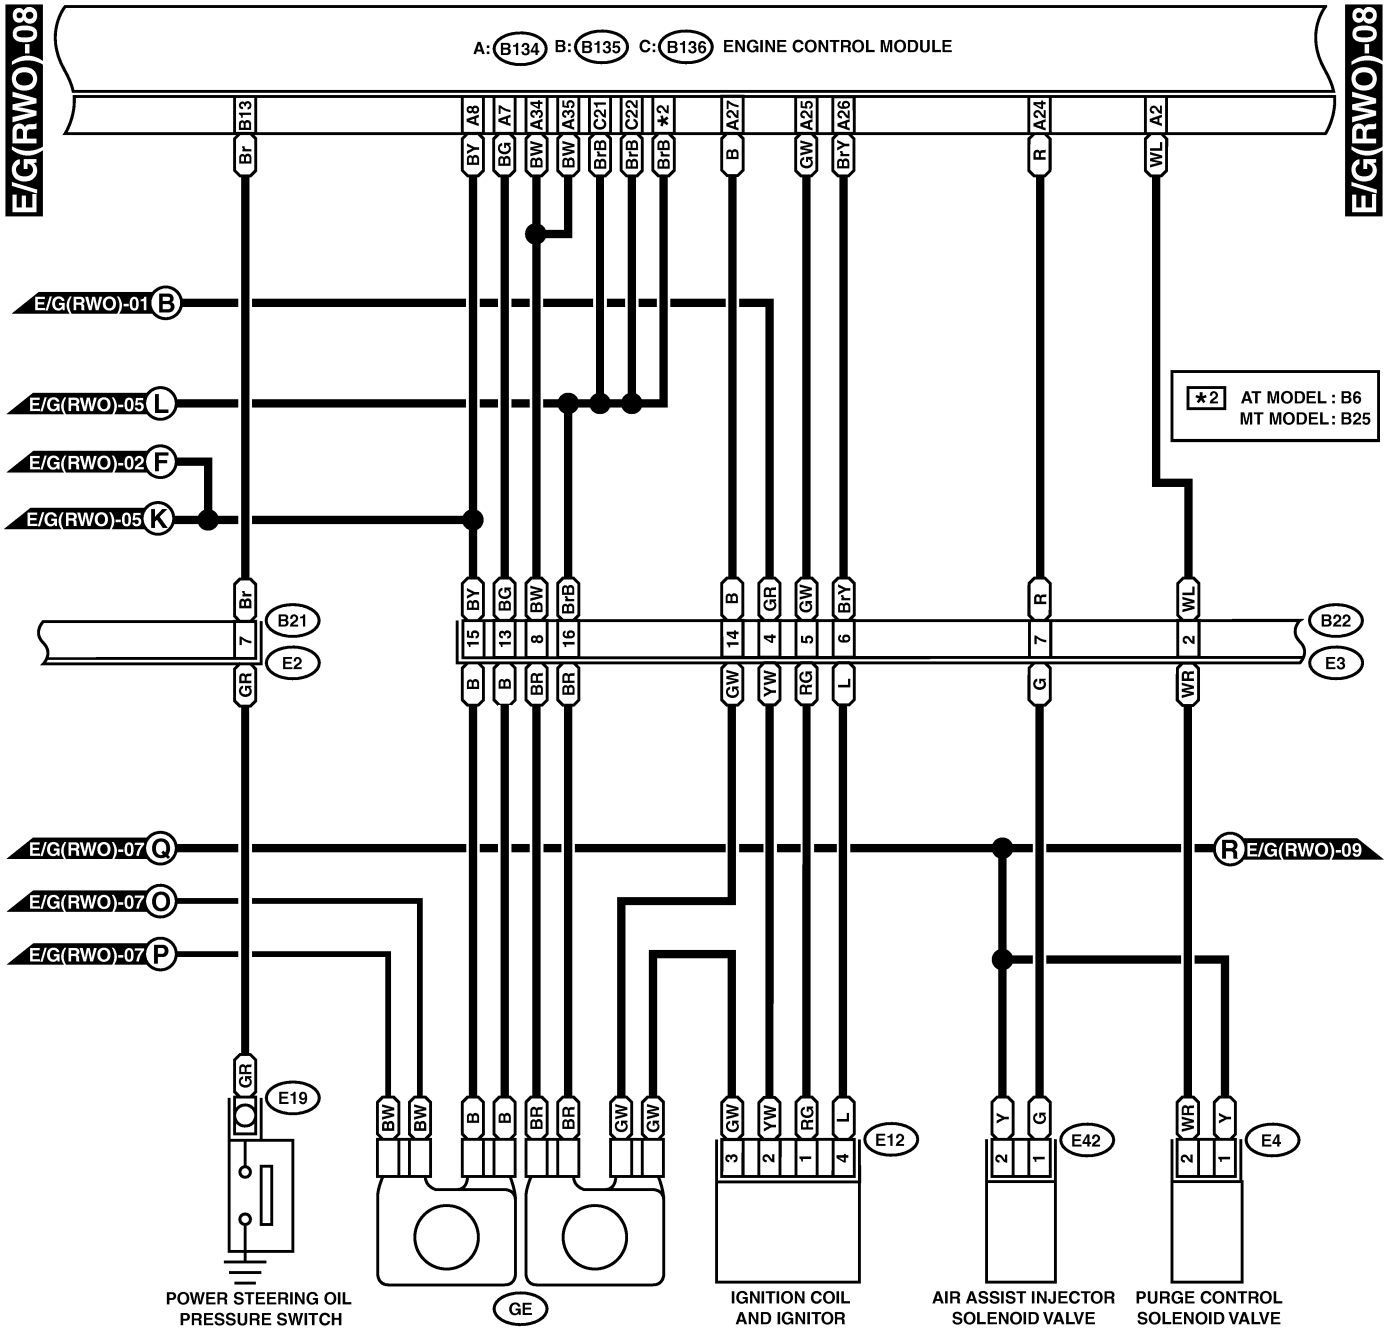 E/G(RWO)-08
A: B134 B: B135 C: B136 ENGINE CONTROL MODULE
E/G(RWO)-08
B13 A8 A7 A34 A35 C21 C22 *2 A27 A25 A26 A24 A2
Br BY BG BW BW BrB BrB BrB B GW BrY R WL
E/G(RWO)-01 B
*2 AT MODEL : B6
MT MODEL : B25
E/G(RWO)-05 L
E/G(RWO)-02 F
E/G(RWO)-05 K
Br BY BG BW BrB B GR GW BrY R WL
B21 B22
7 15 13 8 16 14 4 5 6 7 2
E2 E3
GR B B BR BR GW YW RG L G WR
E/G(RWO)-07 Q R E/G(RWO)-09
E/G(RWO)-07 O
E/G(RWO)-07 P
GR
E19
BW BW B B BR BR GW GW GW YW RG L Y G WR Y
E12 E42 E4
3 2 1 4 2 1 2 1
POWER STEERING OIL
PRESSURE SWITCH
GE
IGNITION COIL
AND IGNITOR
AIR ASSIST INJECTOR
SOLENOID VALVE
PURGE CONTROL
SOLENOID VALVE